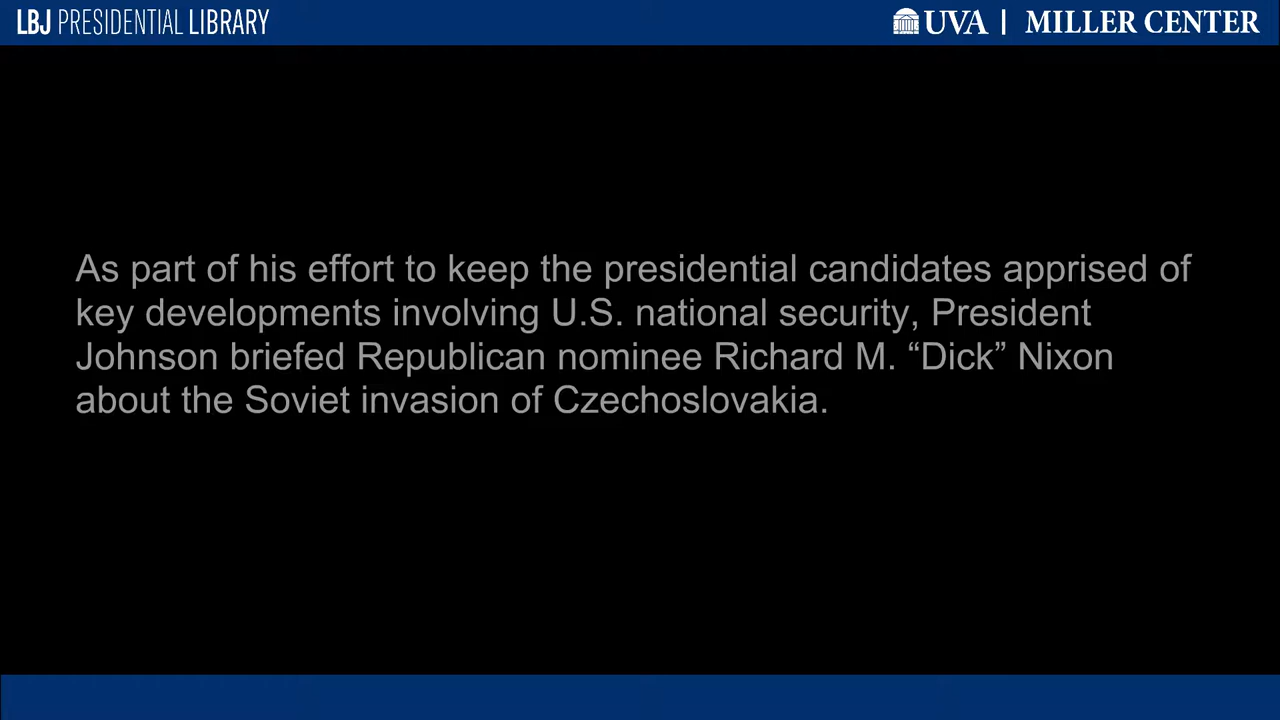 LBJ PRESIDENTIAL LIBRARY
UVA | MILLER CENTER
As part of his effort to keep the presidential candidates apprised of
key developments involving U.S. national security, President
Johnson briefed Republican nominee Richard M. “Dick” Nixon
about the Soviet invasion of Czechoslovakia.